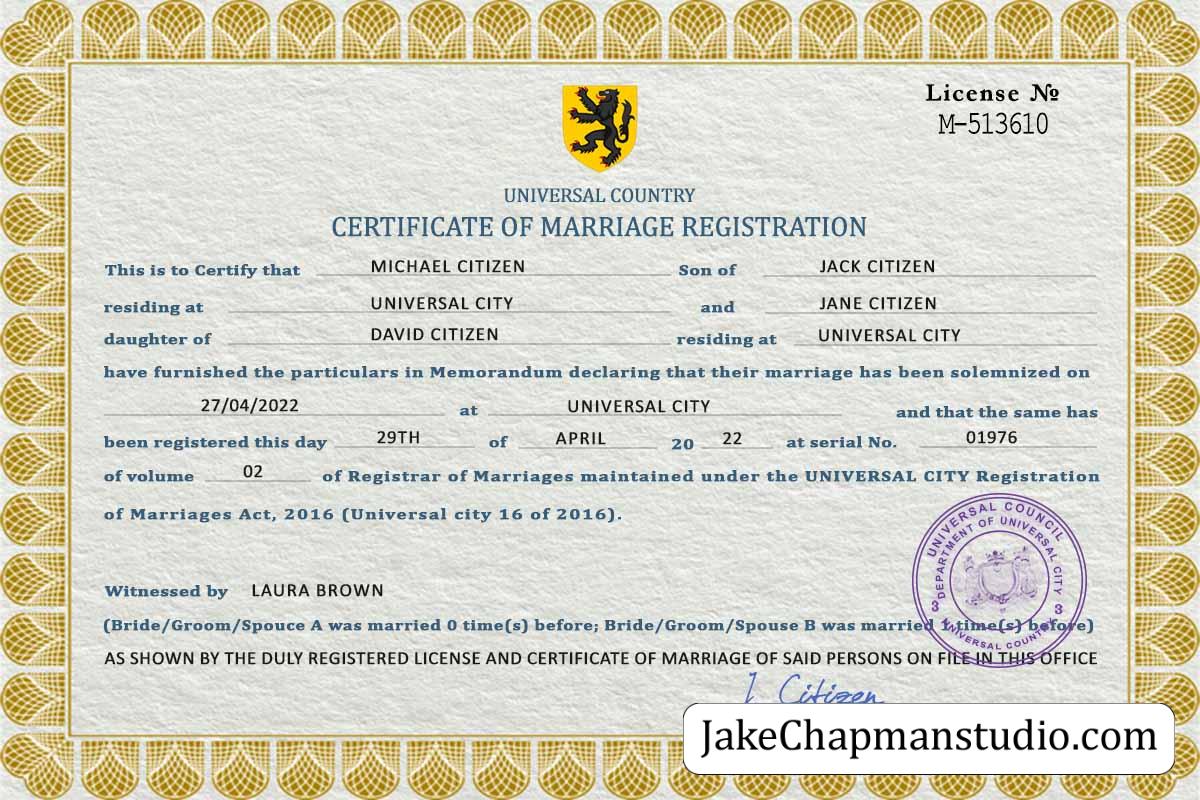 License №
M-513610
UNIVERSAL COUNTRY
CERTIFICATE OF MARRIAGE REGISTRATION
This is to Certify that MICHAEL CITIZEN Son of JACK CITIZEN
residing at UNIVERSAL CITY and JANE CITIZEN
daughter of DAVID CITIZEN residing at UNIVERSAL CITY
have furnished the particulars in Memorandum declaring that their marriage has been solemnized on
27/04/2022 at UNIVERSAL CITY and that the same has
been registered this day 29TH of APRIL 20 22 at serial No. 01976
of volume 02 of Registrar of Marriages maintained under the UNIVERSAL CITY Registration
of Marriages Act, 2016 (Universal city 16 of 2016).
UNIVERSAL COUNCIL
DEPARTMENT OF UNIVERSAL CITY
3 3
UNIVERSAL COUNTRY
Witnessed by LAURA BROWN
(Bride/Groom/Spouce A was married 0 time(s) before; Bride/Groom/Spouse B was married 1 time(s) before)
AS SHOWN BY THE DULY REGISTERED LICENSE AND CERTIFICATE OF MARRIAGE OF SAID PERSONS ON FILE IN THIS OFFICE
Citizen
JakeChapmanstudio.com